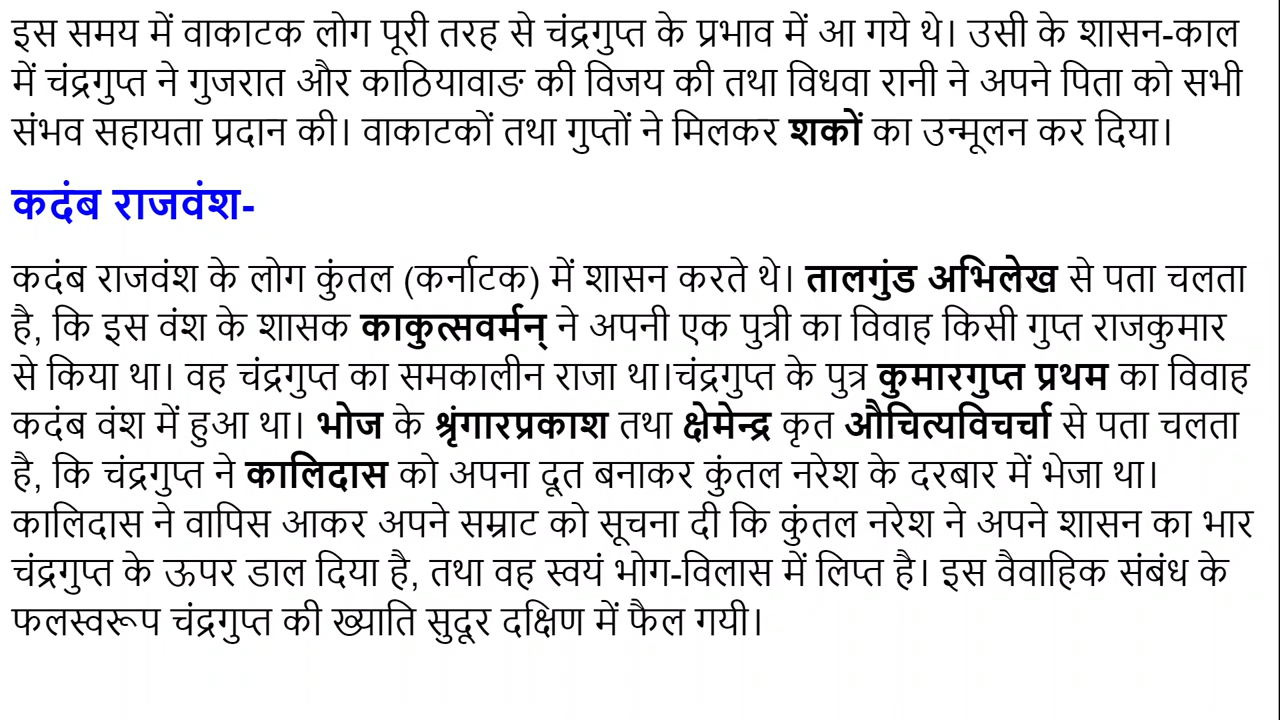 इस समय में वाकाटक लोग पूरी तरह से चंद्रगुप्त के प्रभाव में आ गये थे। उसी के शासन-काल
में चंद्रगुप्त ने गुजरात और काठियावाङ की विजय की तथा विधवा रानी ने अपने पिता को सभी
संभव सहायता प्रदान की। वाकाटकों तथा गुप्तों ने मिलकर शकों का उन्मूलन कर दिया।
कदंब राजवंश-
कदंब राजवंश के लोग कुंतल (कर्नाटक) में शासन करते थे। तालगुंड अभिलेख से पता चलता
है, कि इस वंश के शासक काकुत्सवर्मन् ने अपनी एक पुत्री का विवाह किसी गुप्त राजकुमार
से किया था। वह चंद्रगुप्त का समकालीन राजा था।चंद्रगुप्त के पुत्र कुमारगुप्त प्रथम का विवाह
कदंब वंश में हुआ था। भोज के श्रृंगारप्रकाश तथा क्षेमेन्द्र कृत औचित्यविचर्चा से पता चलता
है, कि चंद्रगुप्त ने कालिदास को अपना दूत बनाकर कुंतल नरेश के दरबार में भेजा था।
कालिदास ने वापिस आकर अपने सम्राट को सूचना दी कि कुंतल नरेश ने अपने शासन का भार
चंद्रगुप्त के ऊपर डाल दिया है, तथा वह स्वयं भोग-विलास में लिप्त है। इस वैवाहिक संबंध के
फलस्वरूप चंद्रगुप्त की ख्याति सुदूर दक्षिण में फैल गयी।